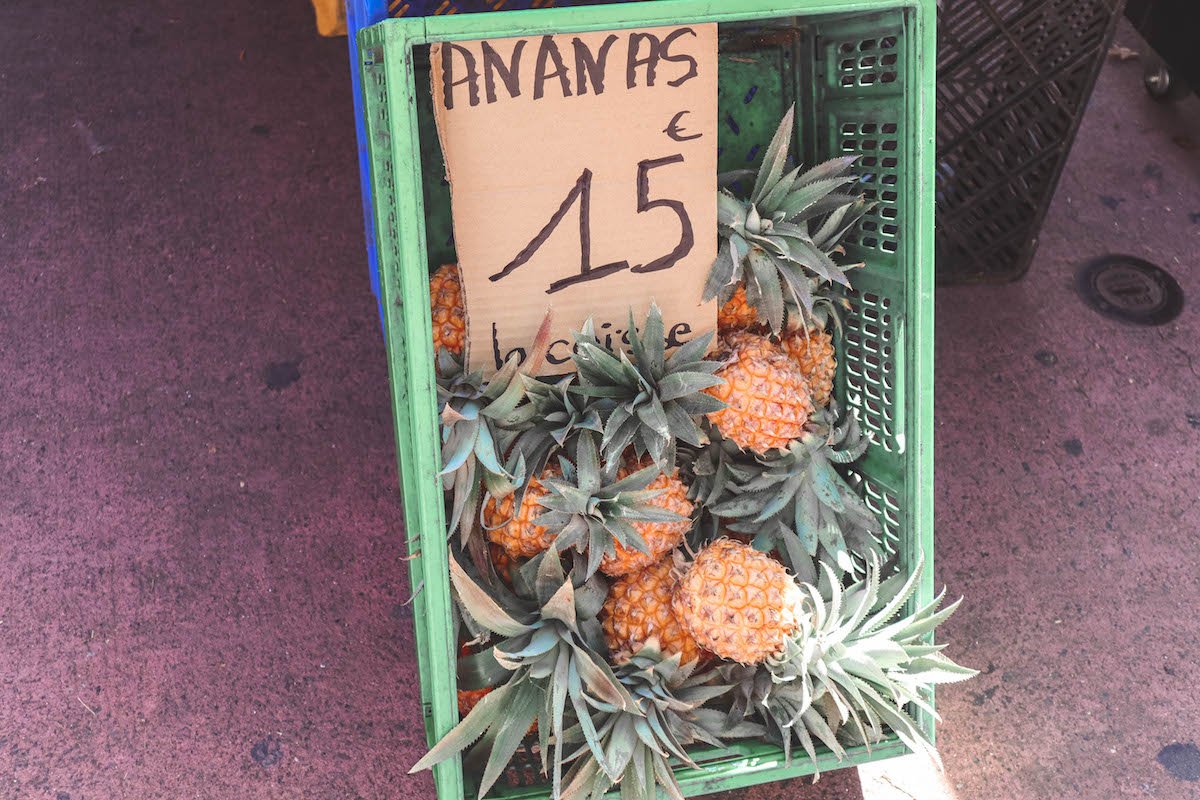 ANANAS
€
15
la caisse